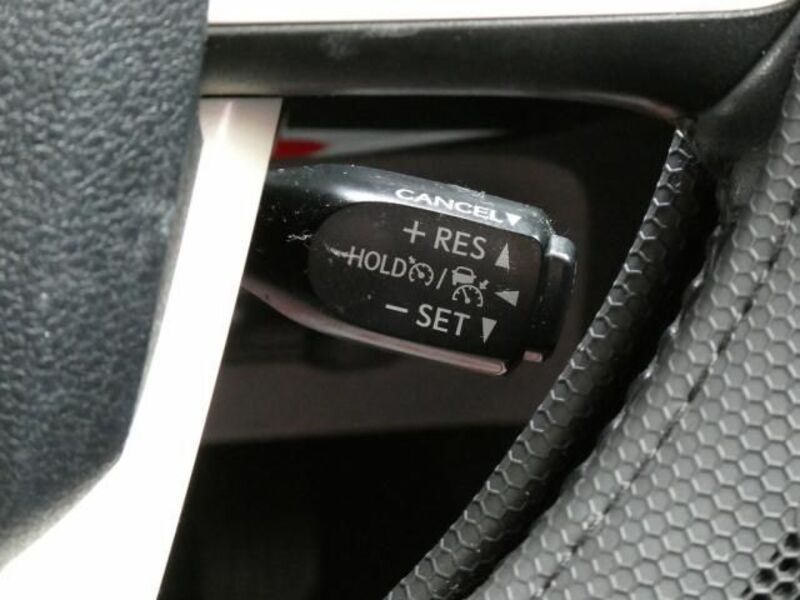 CANCEL▼
+ RES ▲
HOLD / ◀
− SET ▼